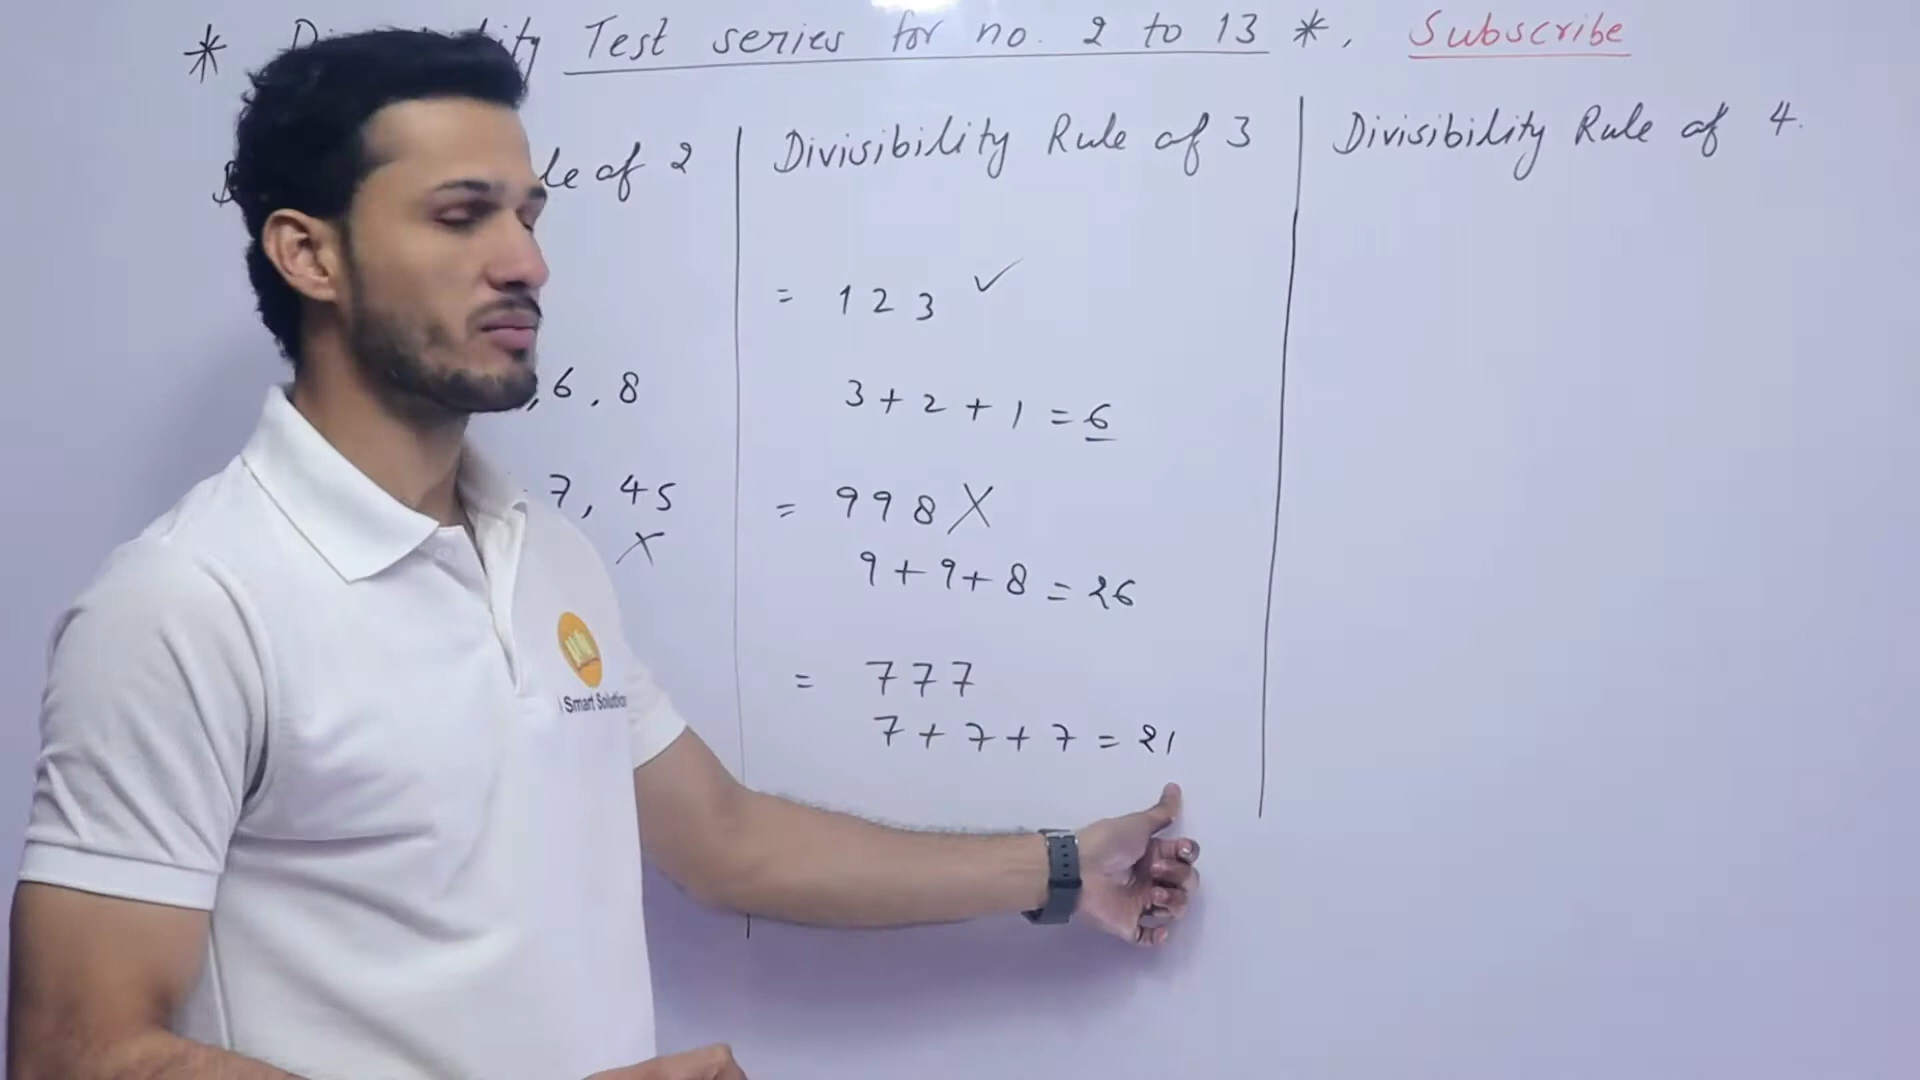 * Test series for no. 2 to 13 *. Subscribe
of 2
6, 8
7, 45
X
Divisibility Rule of 3
= 123 ✓
3 + 2 + 1 = 6
= 998 X
9 + 9 + 8 = 26
= 777
7 + 7 + 7 = 21
Divisibility Rule of 4.
Smart Solution